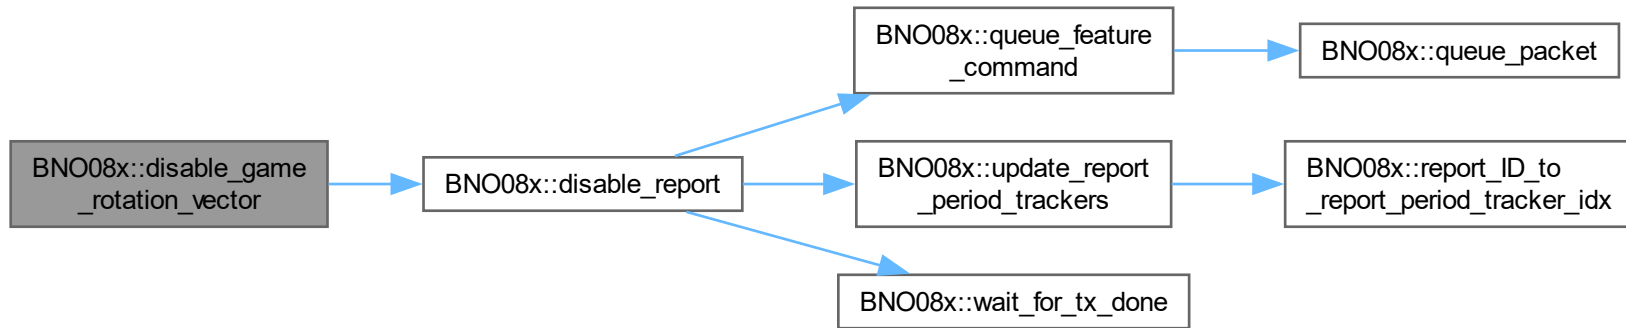 BNO08x::disable_game
_rotation_vector
BNO08x::disable_report
BNO08x::queue_feature
_command
BNO08x::queue_packet
BNO08x::update_report
_period_trackers
BNO08x::report_ID_to
_report_period_tracker_idx
BNO08x::wait_for_tx_done